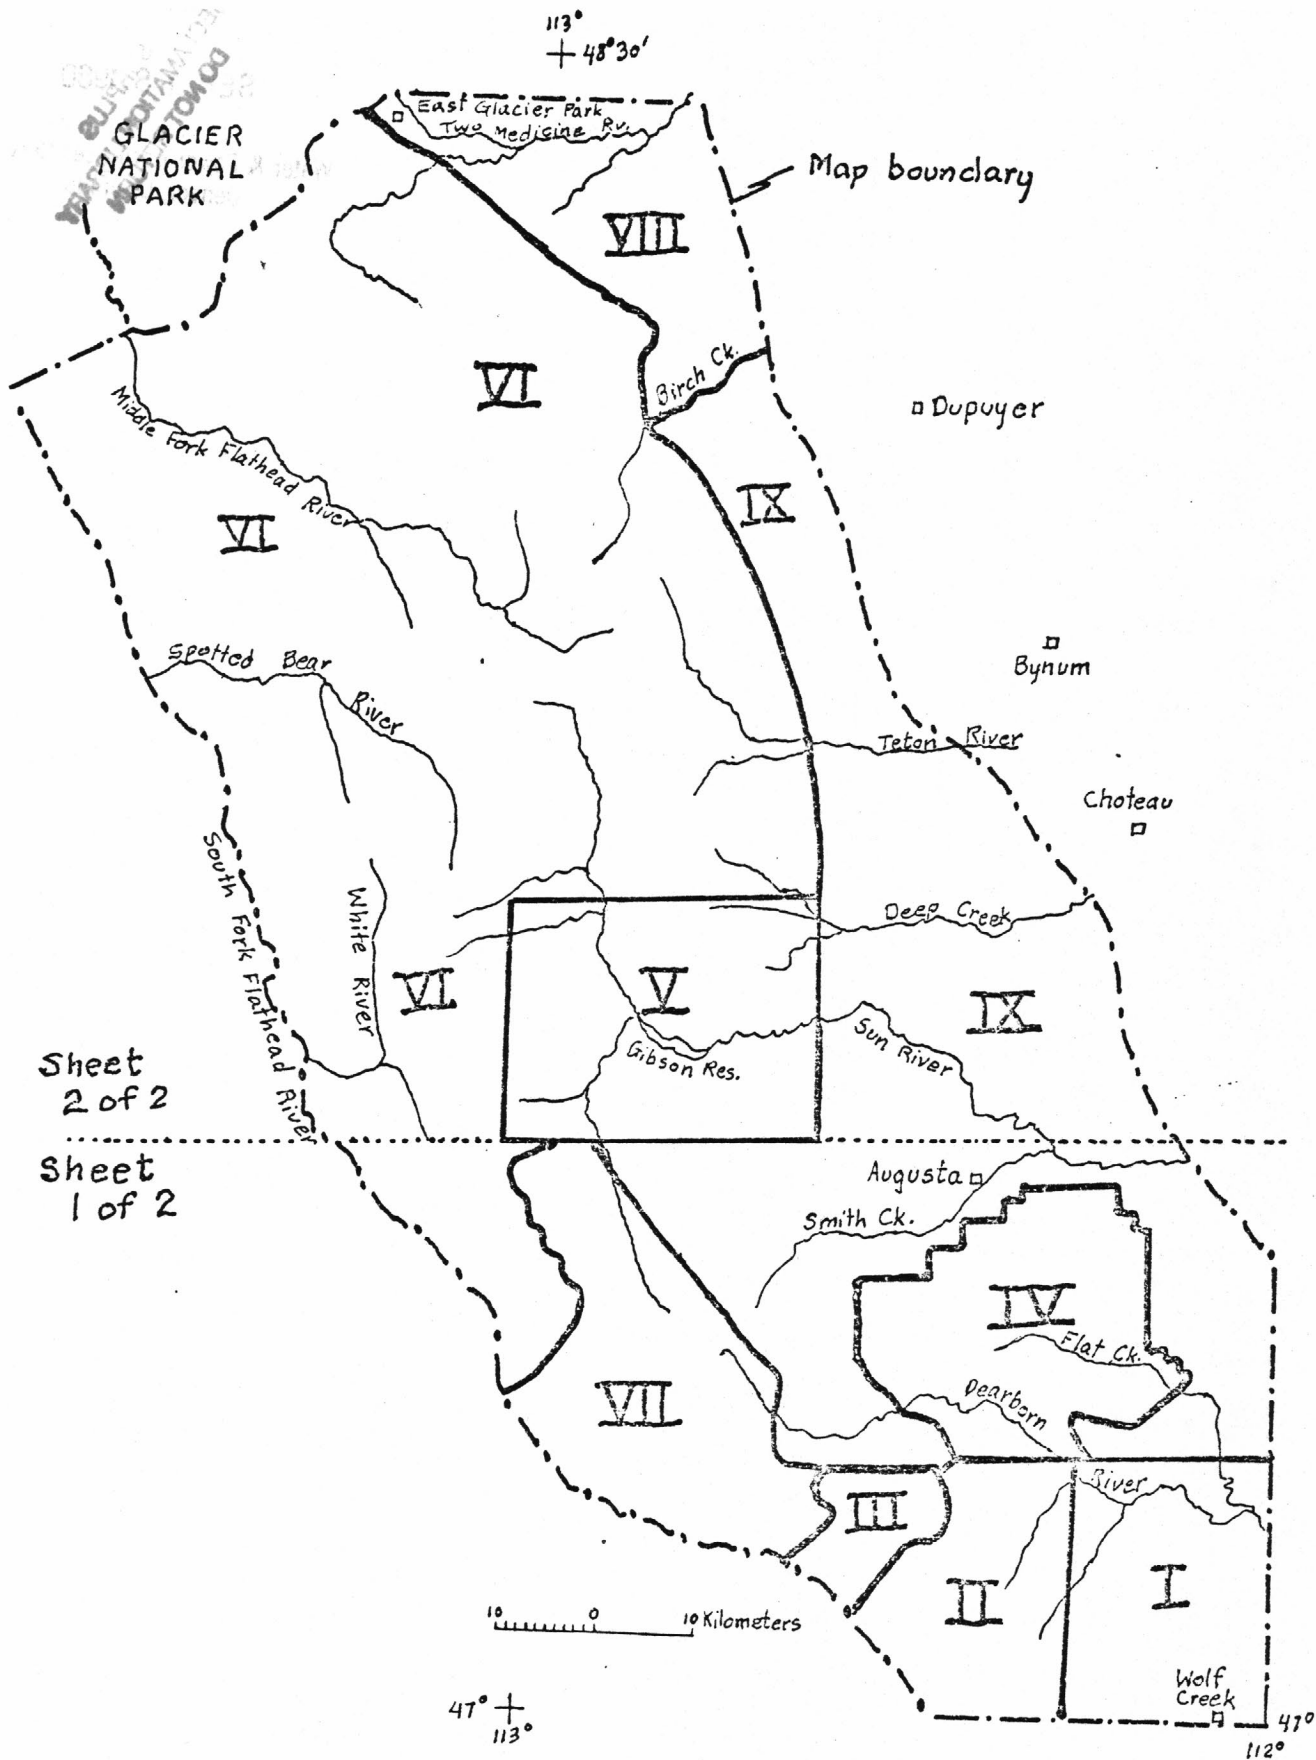 113°
48°30'
East Glacier Park
Two Medicine Rv.
GLACIER
NATIONAL
PARK
Map boundary
VIII
VI
Birch Ck.
Dupuyer
Middle Fork Flathead River
IX
VI
Bynum
Spotted Bear
River
Teton River
Choteau
South Fork Flathead River
White
River
Deep Creek
VI
V
IX
Gibson Res.
Sun River
Sheet
2 of 2
Sheet
1 of 2
Augusta
Smith Ck.
IV
Flat Ck.
VII
Dearborn
River
III
II
I
10 0 10 Kilometers
Wolf
Creek
47°
113°
47°
112°
DO NOT